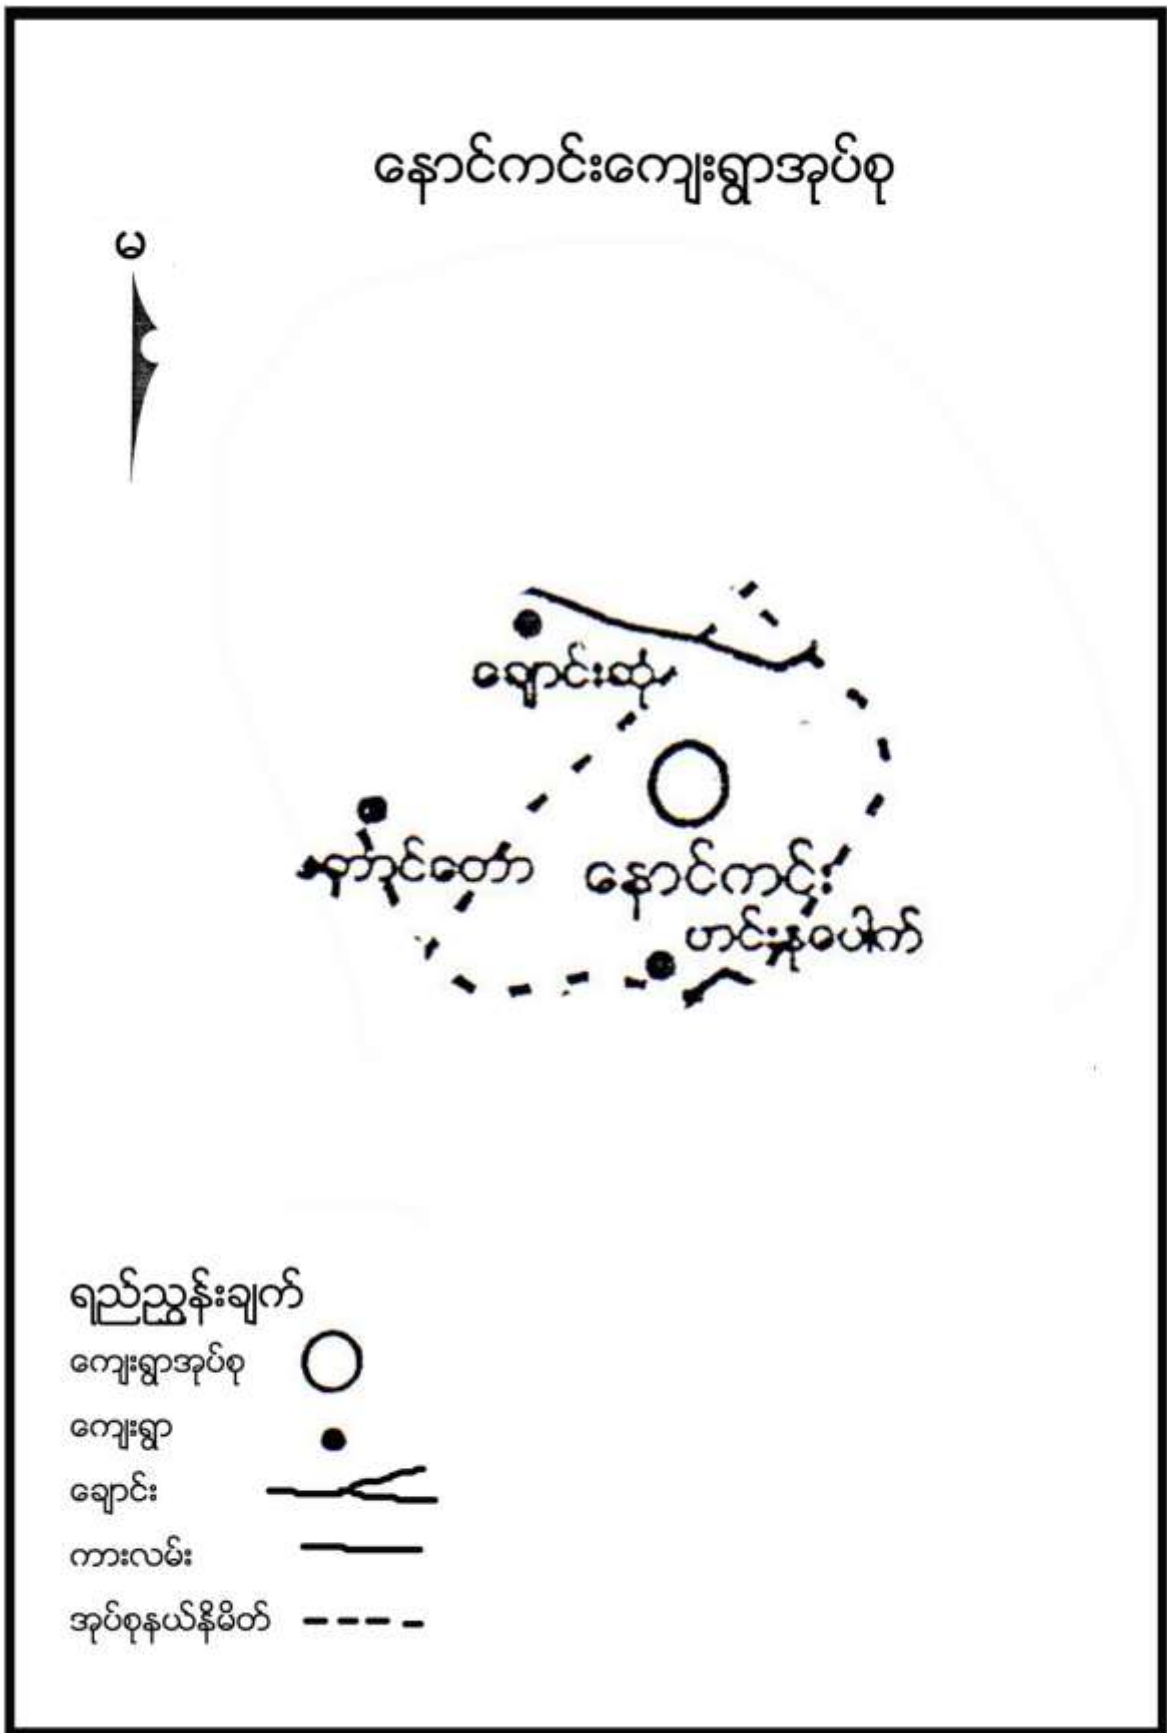 နောင်ကင်းကျေးရွာအုပ်စု
မ
ချောင်းဆုံ
တောင်တော
နောင်ကင်း
ဟင်းနုပေါက်
ရည်ညွှန်းချက်
ကျေးရွာအုပ်စု
ကျေးရွာ
ချောင်း
ကားလမ်း
အုပ်စုနယ်နိမိတ်